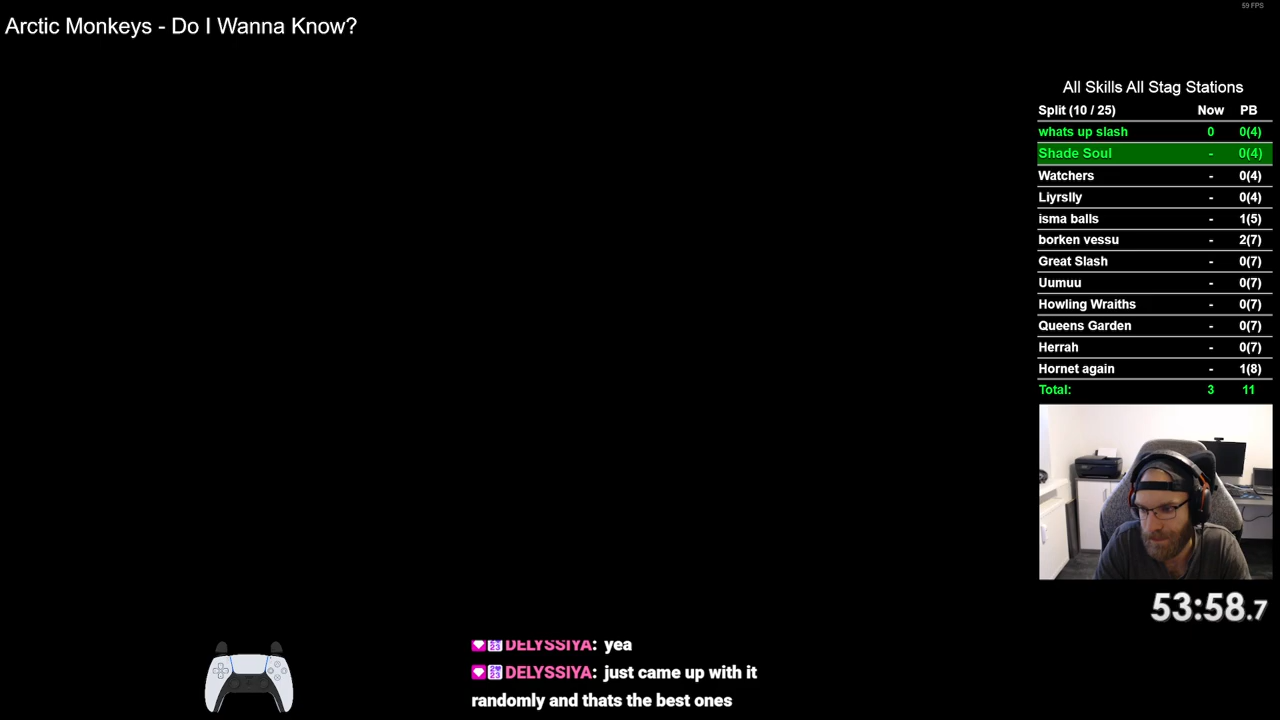 59 FPS
Arctic Monkeys - Do I Wanna Know?
All Skills All Stag Stations
Split (10 / 25) Now PB
whats up slash 0 0(4)
Shade Soul - 0(4)
Watchers - 0(4)
Liyrslly - 0(4)
isma balls - 1(5)
borken vessu - 2(7)
Great Slash - 0(7)
Uumuu - 0(7)
Howling Wraiths - 0(7)
Queens Garden - 0(7)
Herrah - 0(7)
Hornet again - 1(8)
Total: 3 11
53:58.7
DELYSSIYA: yea
DELYSSIYA: just came up with it
randomly and thats the best ones